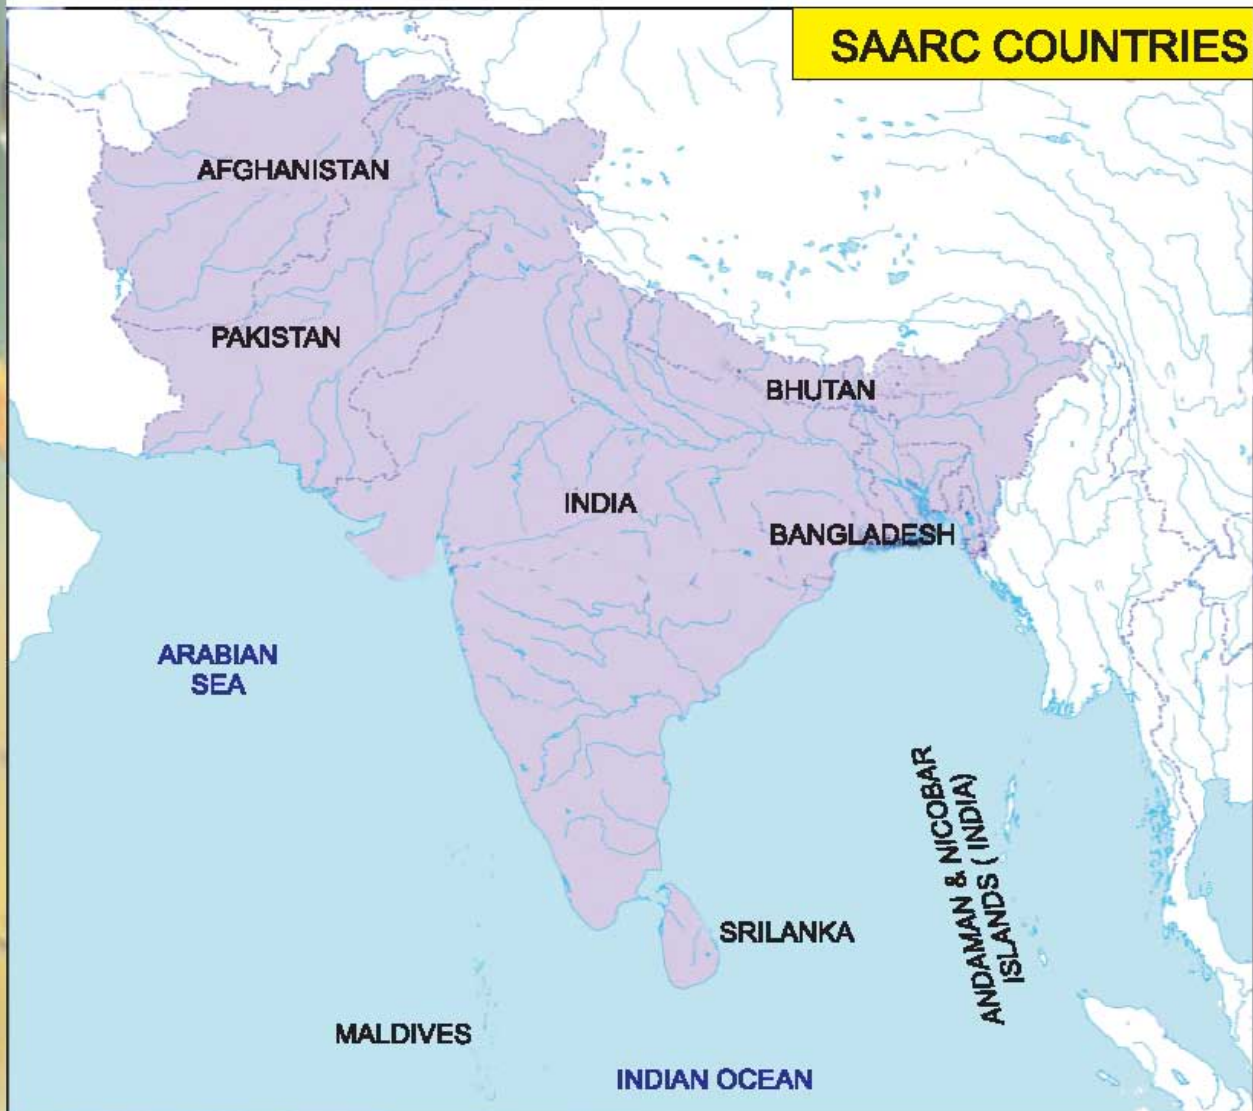 SAARC COUNTRIES
AFGHANISTAN
PAKISTAN
BHUTAN
INDIA
BANGLADESH
ARABIAN
SEA
ANDAMAN & NICOBAR
ISLANDS ( INDIA)
SRILANKA
MALDIVES
INDIAN OCEAN